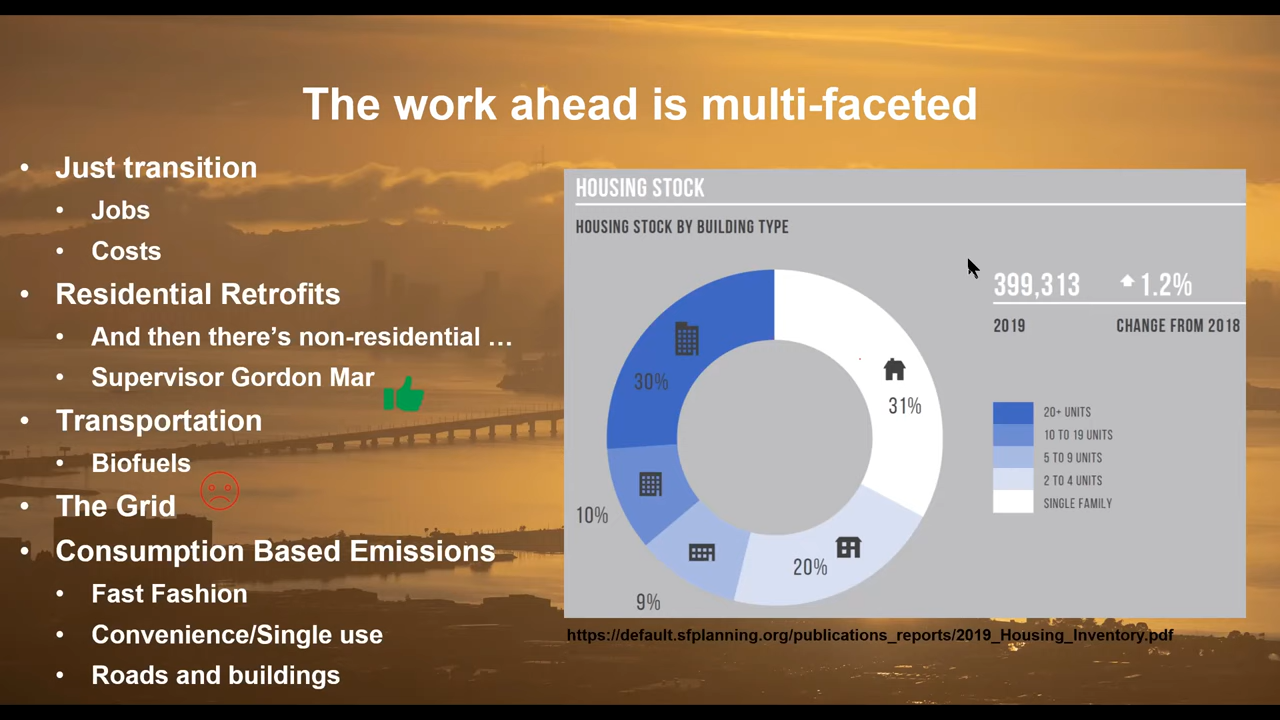 The work ahead is multi-faceted
• Just transition
• Jobs
• Costs
• Residential Retrofits
• And then there’s non-residential …
• Supervisor Gordon Mar
• Transportation
• Biofuels
• The Grid
• Consumption Based Emissions
• Fast Fashion
• Convenience/Single use
• Roads and buildings
HOUSING STOCK
HOUSING STOCK BY BUILDING TYPE
30%
31%
10%
20%
9%
399,313 1.2%
2019 CHANGE FROM 2018
20+ UNITS
10 TO 19 UNITS
5 TO 9 UNITS
2 TO 4 UNITS
SINGLE FAMILY
https://default.sfplanning.org/publications_reports/2019_Housing_Inventory.pdf